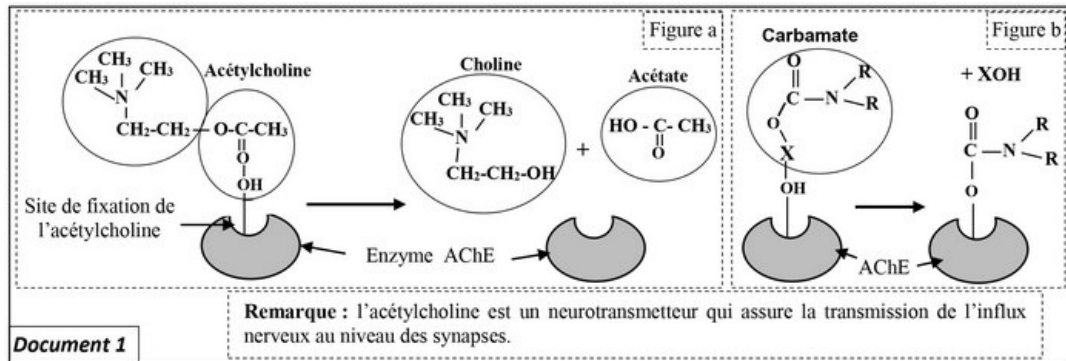 Figure a
Acétylcholine
CH₃
CH₃
CH₃
N
CH₂-CH₂-O-C-CH₃
O
OH
Site de fixation de
l'acétylcholine
Choline
CH₃
CH₃
CH₃
N
CH₂-CH₂-OH
+
Acétate
HO - C - CH₃
O
Enzyme AChE
Figure b
Carbamate
O
C
N
R
R
O
X
OH
+ XOH
O
C
N
R
R
O
AChE
Remarque : l'acétylcholine est un neurotransmetteur qui assure la transmission de l'influx
nerveux au niveau des synapses.
Document 1